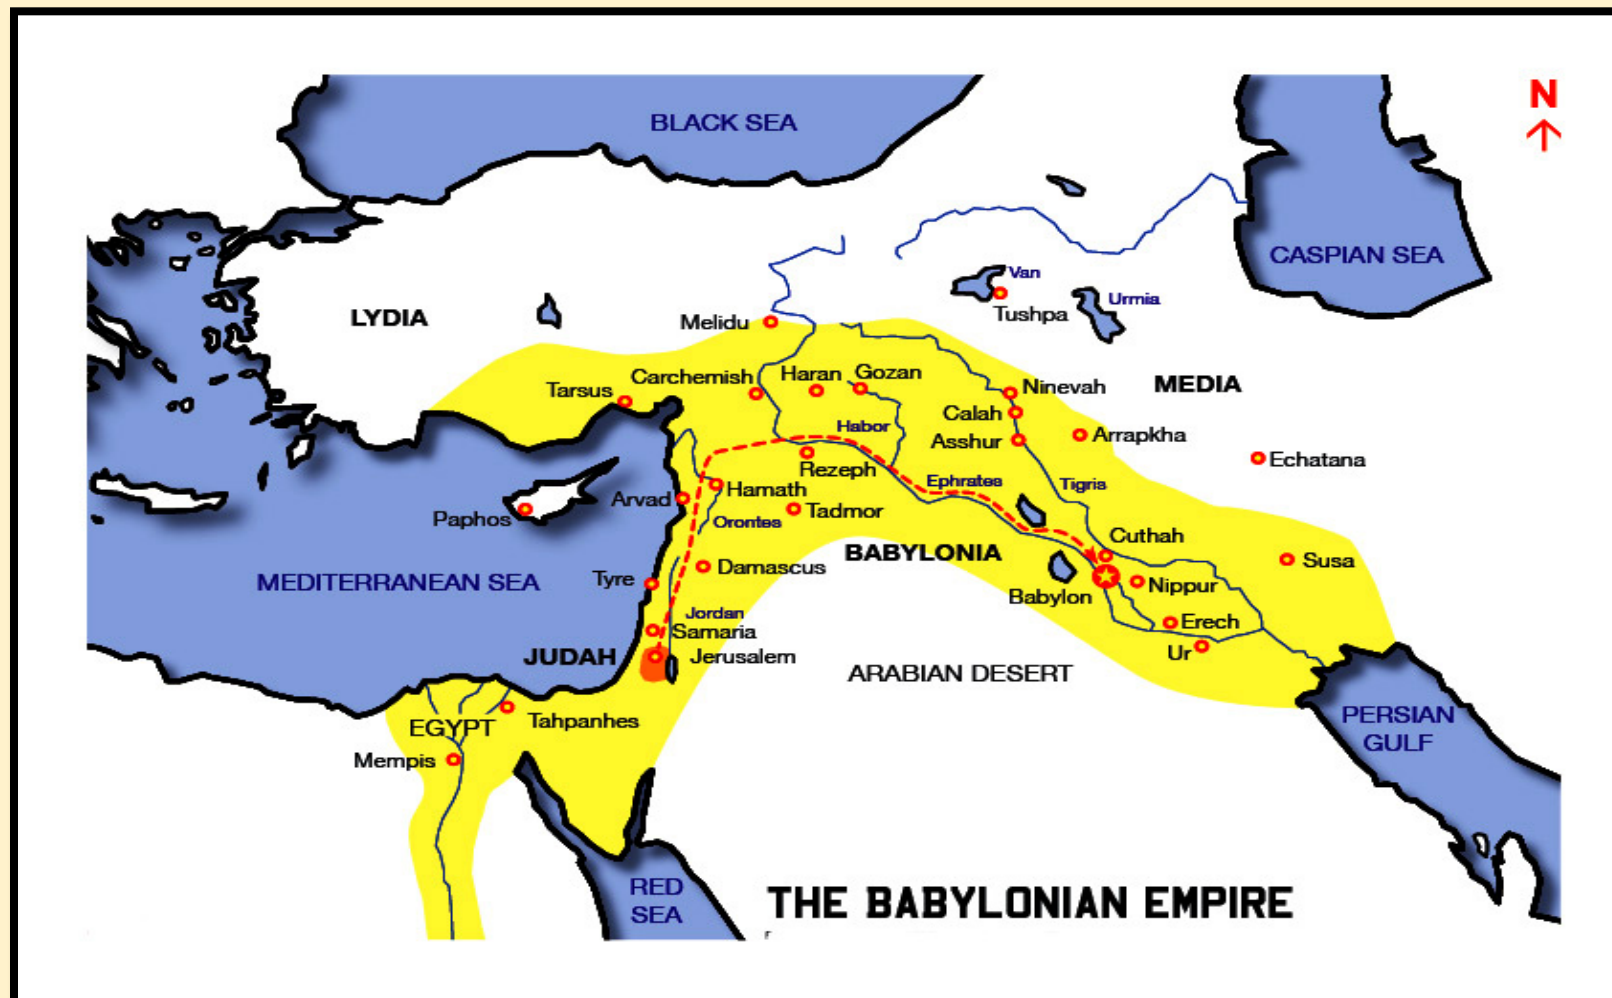 BLACK SEA
N
CASPIAN SEA
Van
Urmia
Tushpa
LYDIA
Melidu
MEDIA
Carchemish
Haran
Gozan
Ninevah
Tarsus
Calah
Habor
Asshur
Arrapkha
Echatana
Rezeph
Ephrates
Tigris
Hamath
Arvad
Tadmor
Paphos
Orontes
Cuthah
BABYLONIA
Susa
MEDITERRANEAN SEA
Tyre
Damascus
Nippur
Babylon
Jordan
Erech
Samaria
Ur
JUDAH
Jerusalem
ARABIAN DESERT
EGYPT
Tahpanhes
PERSIAN
GULF
Mempis
RED
SEA
THE BABYLONIAN EMPIRE